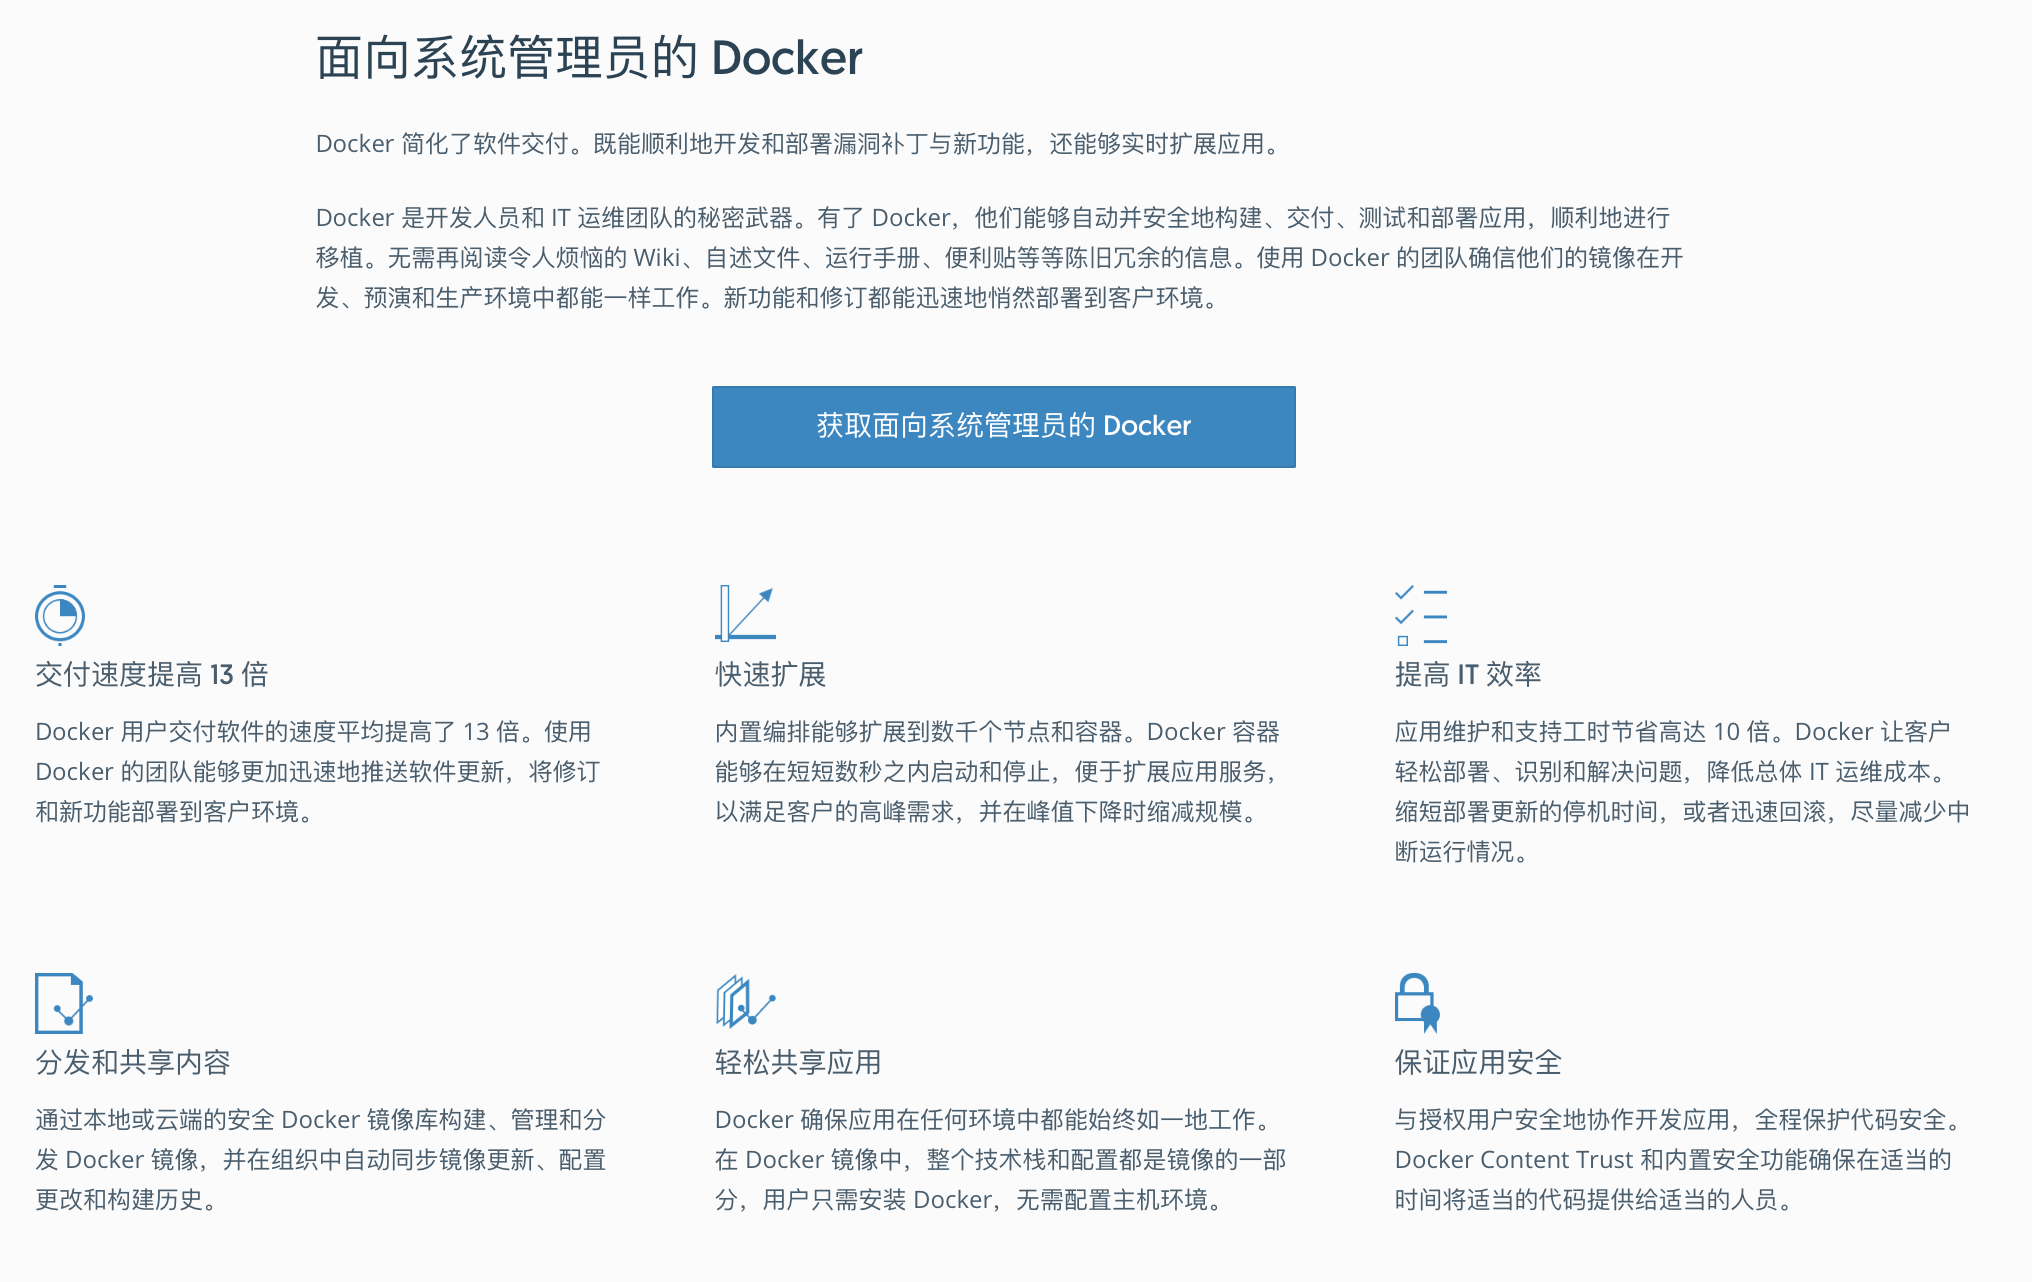 面向系统管理员的 Docker
Docker 简化了软件交付。既能顺利地开发和部署漏洞补丁与新功能，还能够实时扩展应用。
Docker 是开发人员和 IT 运维团队的秘密武器。有了 Docker，他们能够自动并安全地构建、交付、测试和部署应用，顺利地进行
移植。无需再阅读令人烦恼的 Wiki、自述文件、运行手册、便利贴等等陈旧冗余的信息。使用 Docker 的团队确信他们的镜像在开
发、预演和生产环境中都能一样工作。新功能和修订都能迅速地悄然部署到客户环境。
获取面向系统管理员的 Docker
交付速度提高 13 倍
Docker 用户交付软件的速度平均提高了 13 倍。使用
Docker 的团队能够更加迅速地推送软件更新，将修订
和新功能部署到客户环境。
快速扩展
内置编排能够扩展到数千个节点和容器。Docker 容器
能够在短短数秒之内启动和停止，便于扩展应用服务，
以满足客户的高峰需求，并在峰值下降时缩减规模。
提高 IT 效率
应用维护和支持工时节省高达 10 倍。Docker 让客户
轻松部署、识别和解决问题，降低总体 IT 运维成本。
缩短部署更新的停机时间，或者迅速回滚，尽量减少中
断运行情况。
分发和共享内容
通过本地或云端的安全 Docker 镜像库构建、管理和分
发 Docker 镜像，并在组织中自动同步镜像更新、配置
更改和构建历史。
轻松共享应用
Docker 确保应用在任何环境中都能始终如一地工作。
在 Docker 镜像中，整个技术栈和配置都是镜像的一部
分，用户只需安装 Docker，无需配置主机环境。
保证应用安全
与授权用户安全地协作开发应用，全程保护代码安全。
Docker Content Trust 和内置安全功能确保在适当的
时间将适当的代码提供给适当的人员。